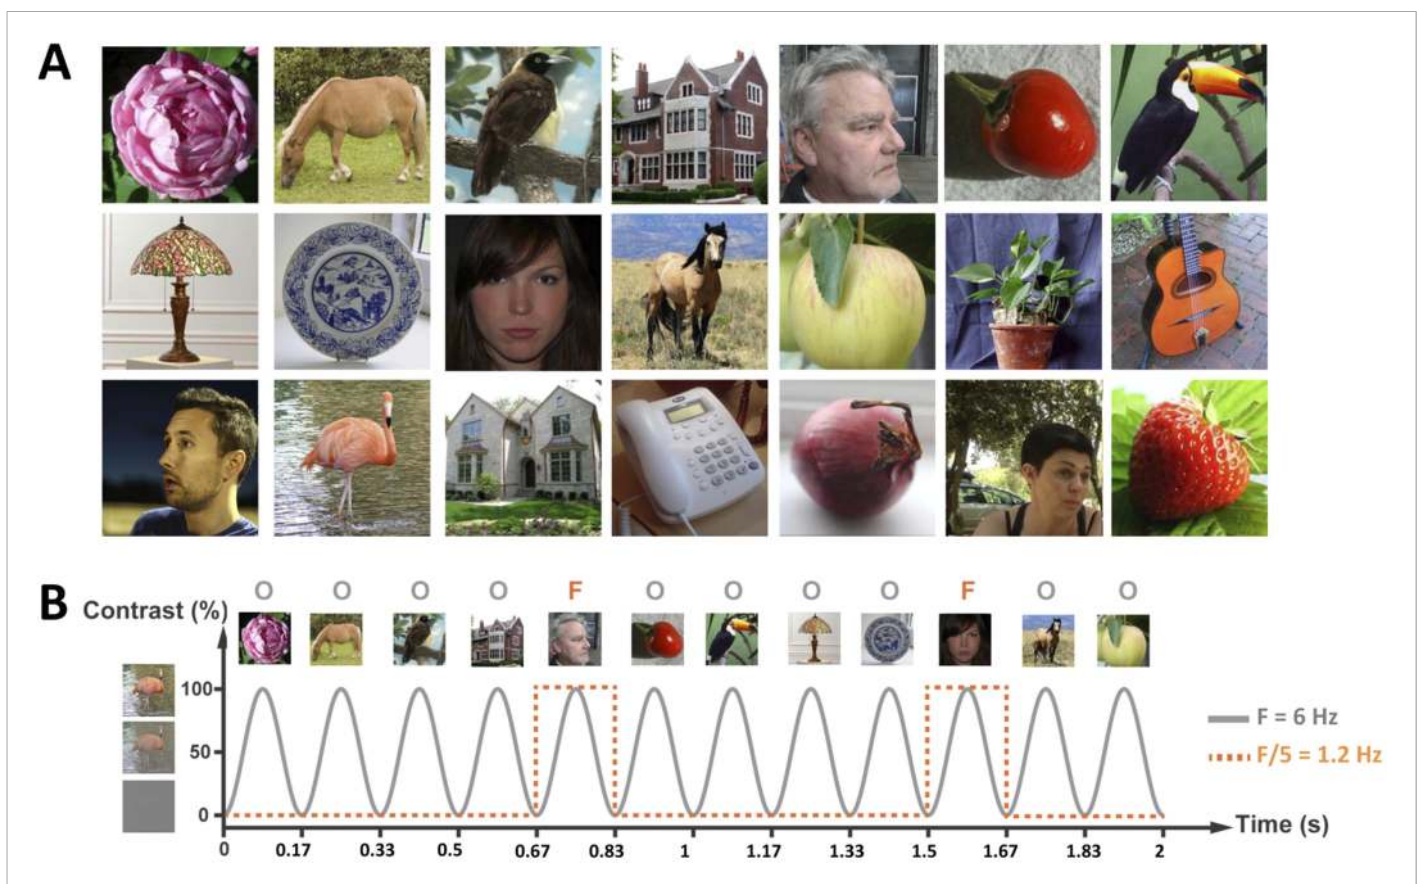 A
B
O O O O F O O O O F O O
Contrast (%)
100
F = 6 Hz
50
F/5 = 1.2 Hz
0
Time (s)
0 0.17 0.33 0.5 0.67 0.83 1 1.17 1.33 1.5 1.67 1.83 2